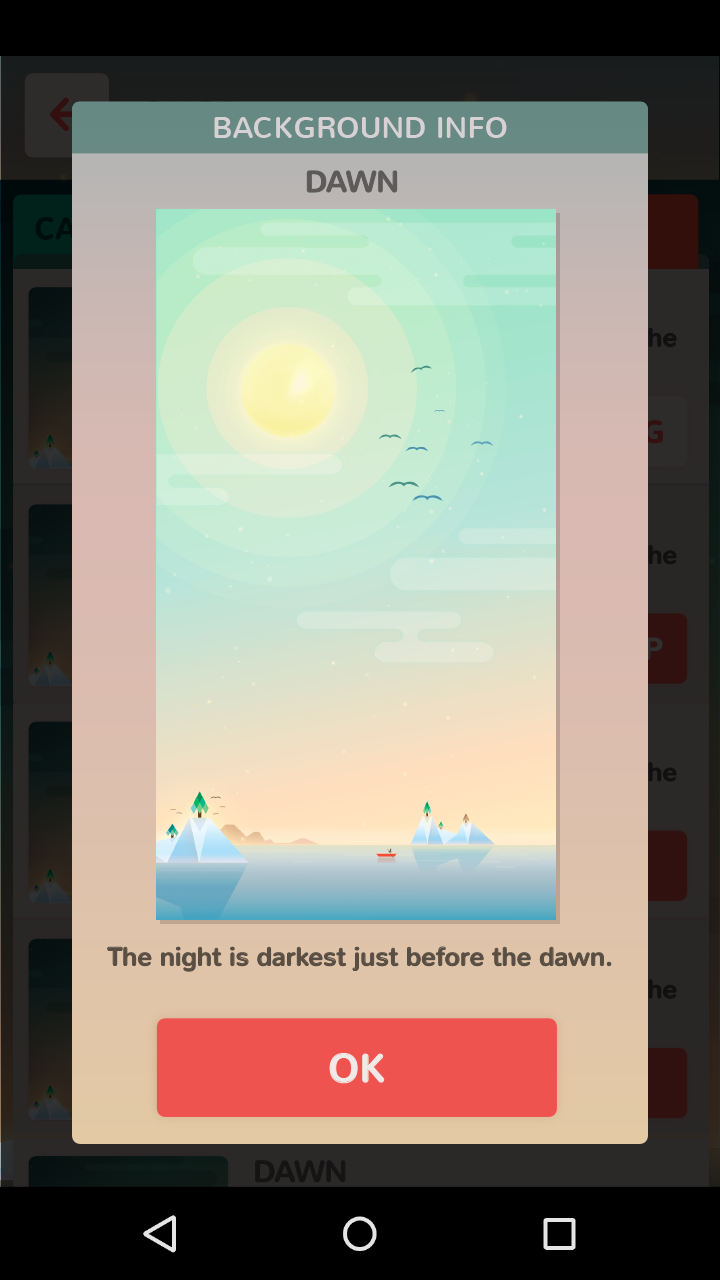 BACKGROUND INFO
DAWN
CA
he
G
he
P
he
he
The night is darkest just before the dawn.
OK
DAWN